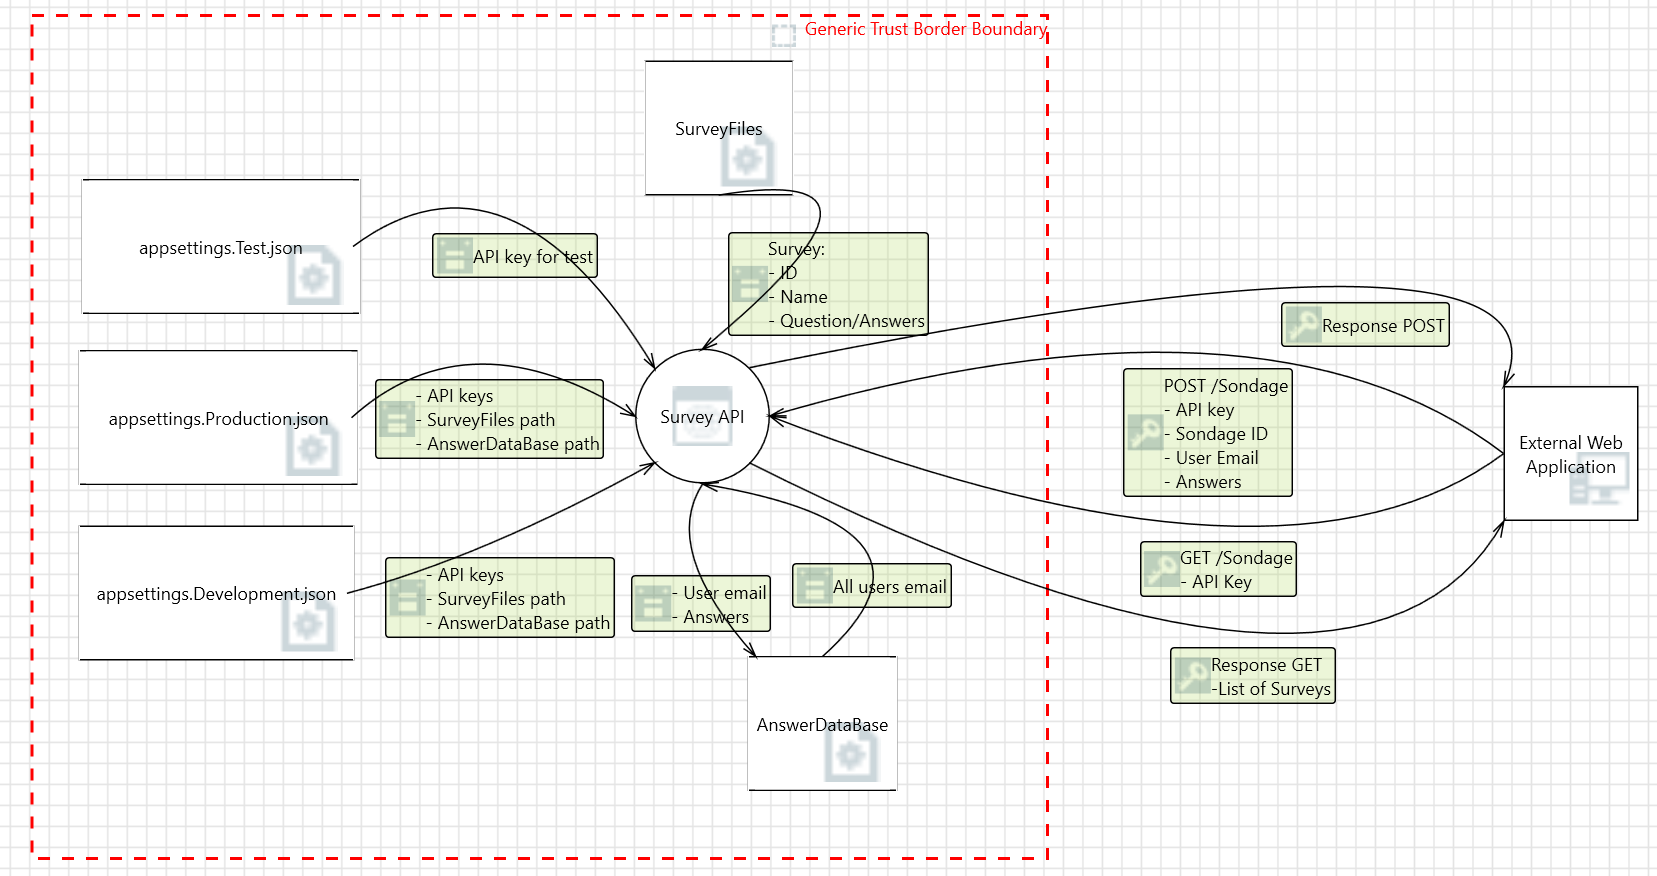 Generic Trust Border Boundary
SurveyFiles
appsettings.Test.json
API key for test
Survey:
- ID
- Name
- Question/Answers
Response POST
appsettings.Production.json
- API keys
- SurveyFiles path
- AnswerDataBase path
Survey API
POST /Sondage
- API key
- Sondage ID
- User Email
- Answers
External Web
Application
appsettings.Development.json
- API keys
- SurveyFiles path
- AnswerDataBase path
- User email
- Answers
All users email
GET /Sondage
- API Key
Response GET
-List of Surveys
AnswerDataBase